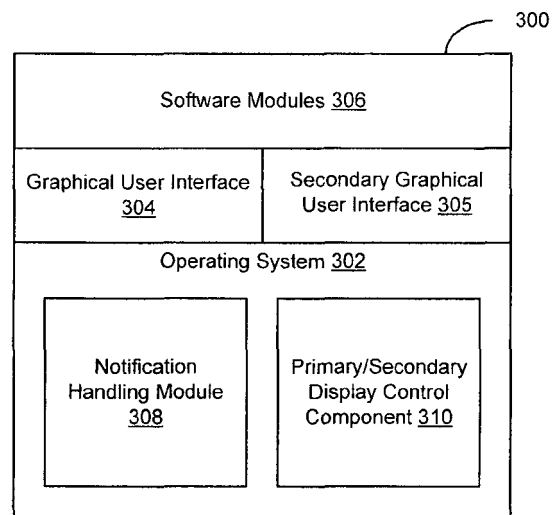 300
Software Modules 306
Graphical User Interface
304
Secondary Graphical
User Interface 305
Operating System 302
Notification
Handling Module
308
Primary/Secondary
Display Control
Component 310